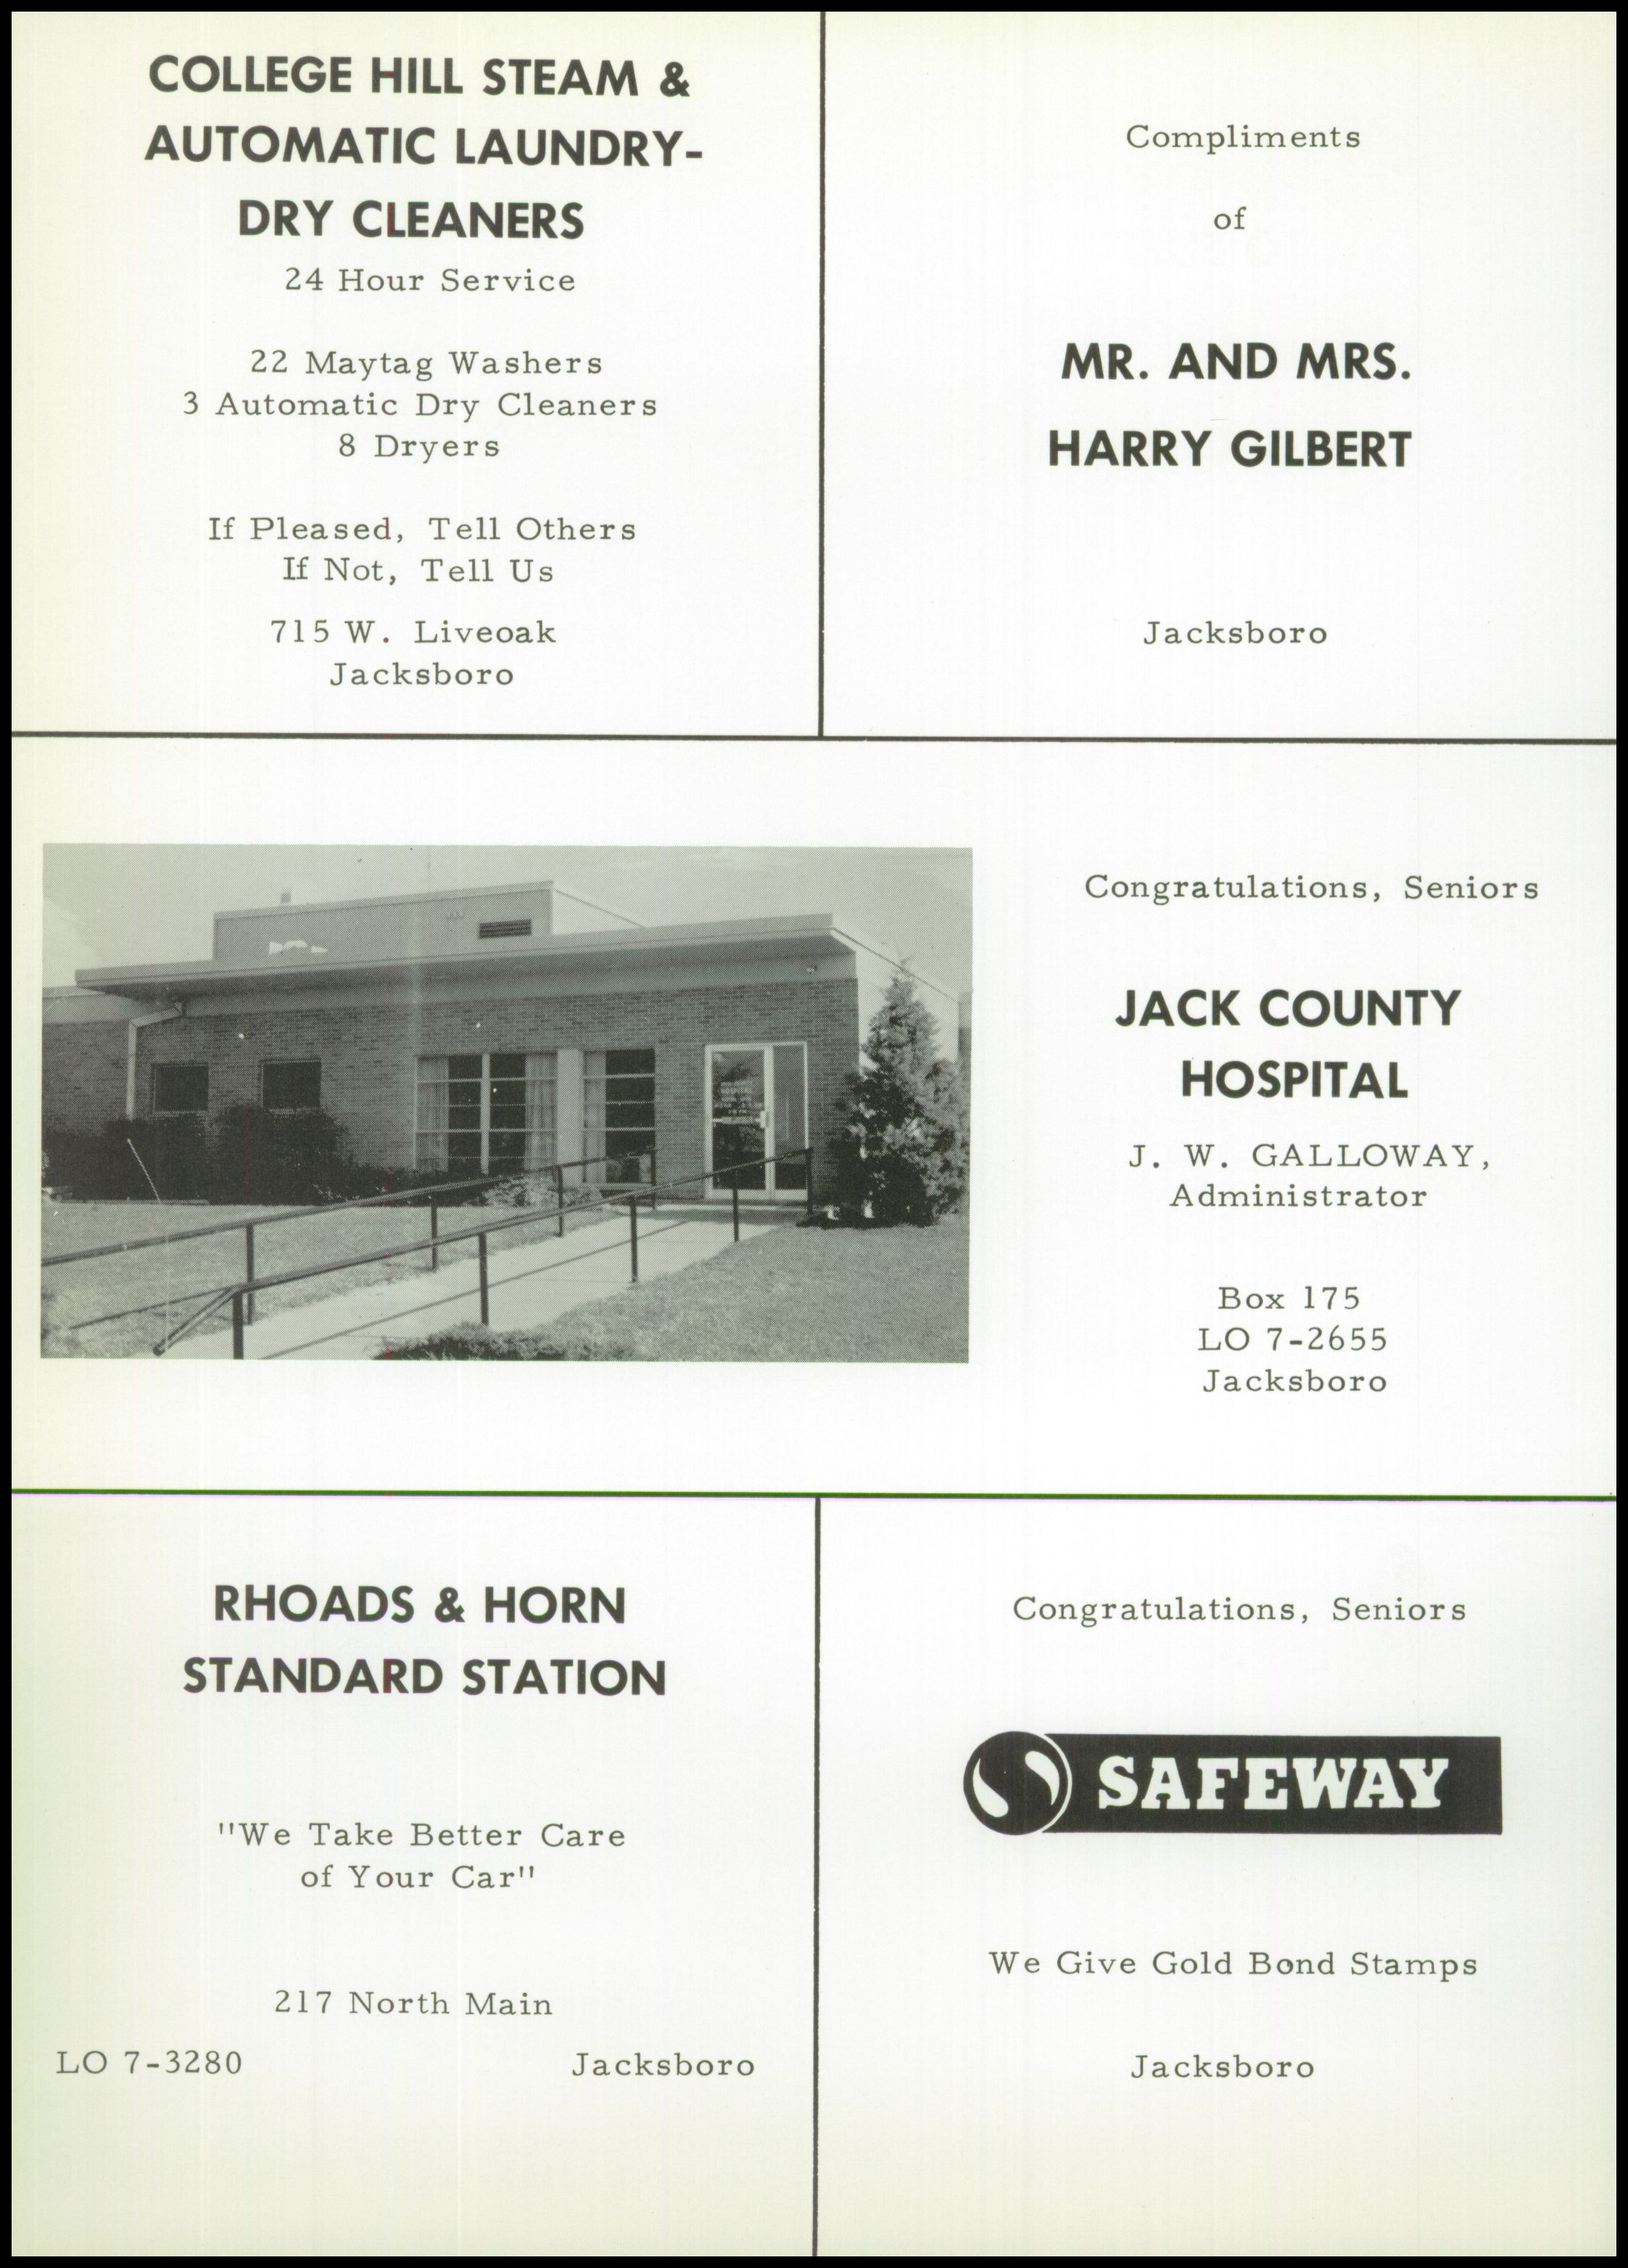 COLLEGE HILL STEAM &
AUTOMATIC LAUNDRY-
DRY CLEANERS
24 Hour Service
22 Maytag Washers
3 Automatic Dry Cleaners
8 Dryers
If Pleased, Tell Others
If Not, Tell Us
715 W. Liveoak
Jacksboro
Compliments
of
MR. AND MRS.
HARRY GILBERT
Jacksboro
Congratulations, Seniors
JACK COUNTY
HOSPITAL
J. W. GALLOWAY,
Administrator
Box 175
LO 7-2655
Jacksboro
RHOADS & HORN
STANDARD STATION
"We Take Better Care
of Your Car"
217 North Main
LO 7-3280 Jacksboro
Congratulations, Seniors
SAFEWAY
We Give Gold Bond Stamps
Jacksboro